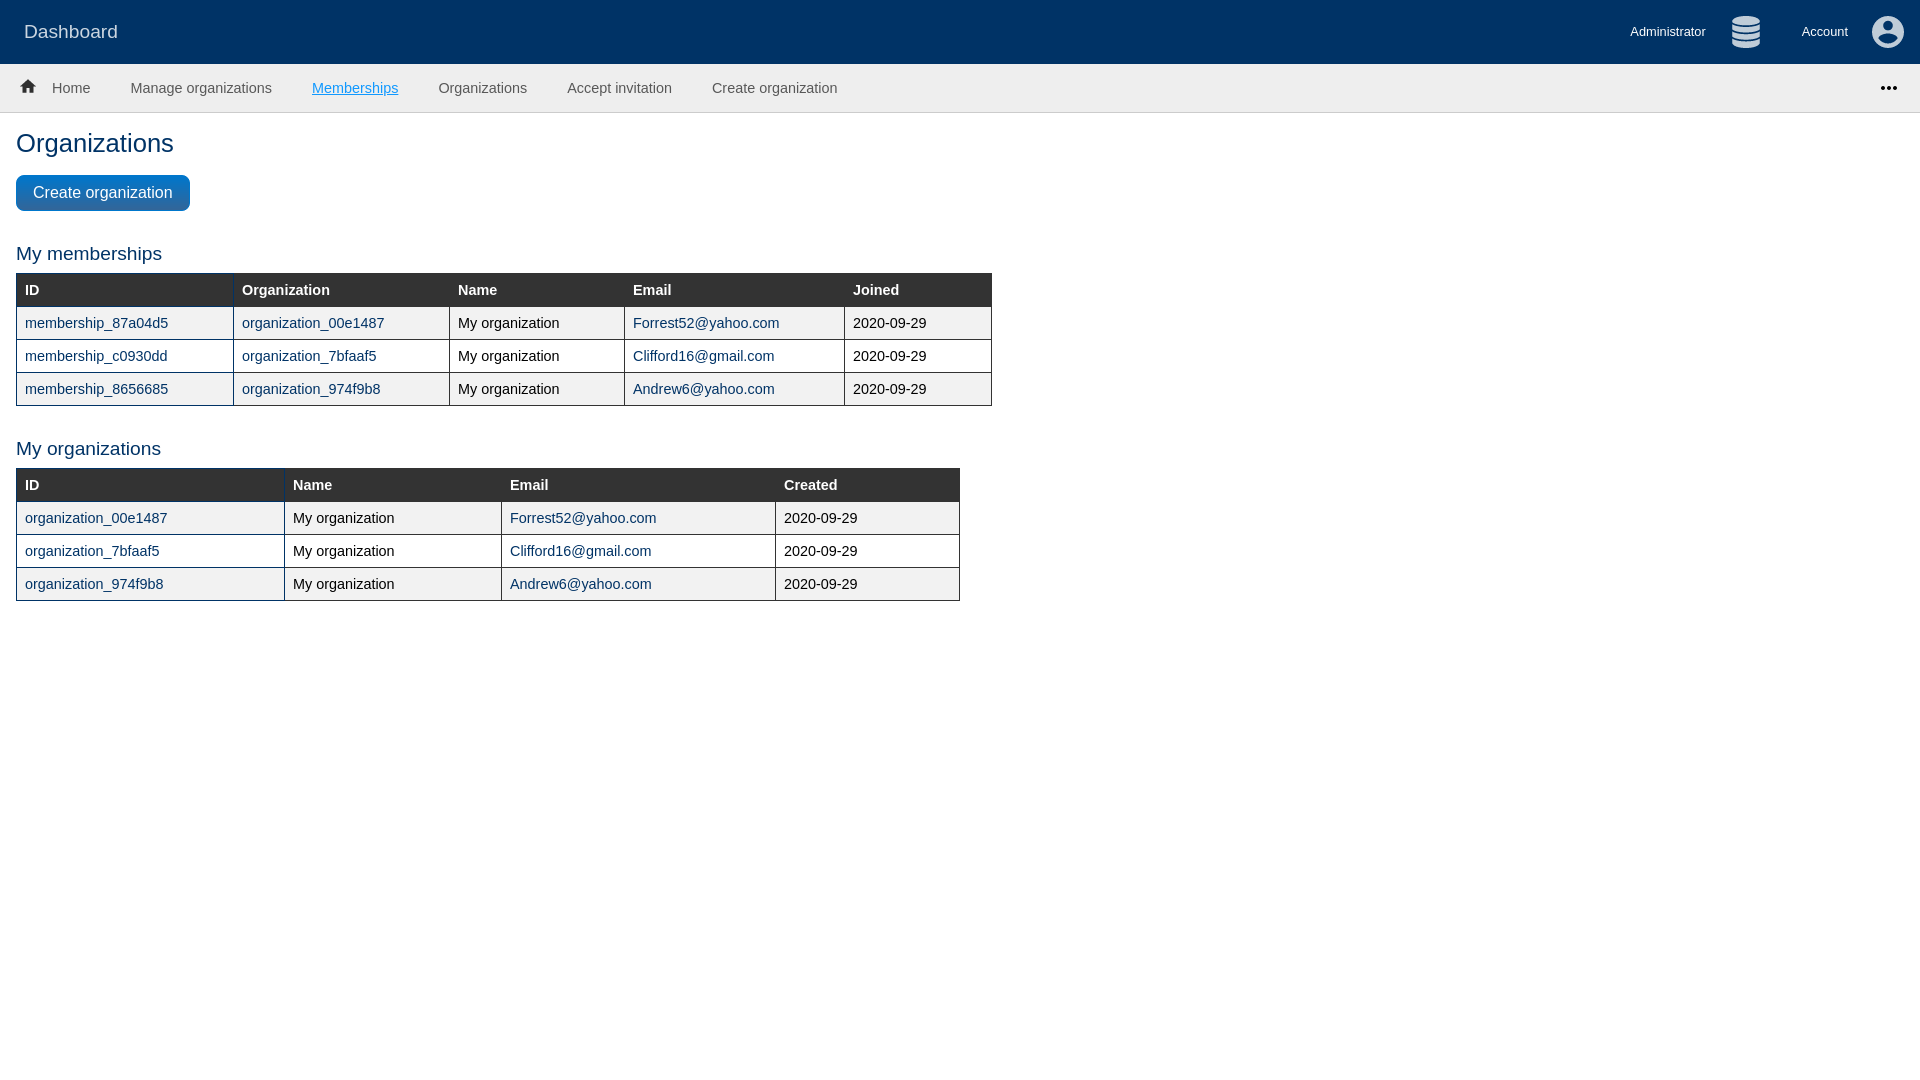 Dashboard
Administrator
Account
Home Manage organizations Memberships Organizations Accept invitation Create organization
Organizations
Create organization
My memberships
ID Organization Name Email Joined
membership_87a04d5 organization_00e1487 My organization Forrest52@yahoo.com 2020-09-29
membership_c0930dd organization_7bfaaf5 My organization Clifford16@gmail.com 2020-09-29
membership_8656685 organization_974f9b8 My organization Andrew6@yahoo.com 2020-09-29
My organizations
ID Name Email Created
organization_00e1487 My organization Forrest52@yahoo.com 2020-09-29
organization_7bfaaf5 My organization Clifford16@gmail.com 2020-09-29
organization_974f9b8 My organization Andrew6@yahoo.com 2020-09-29